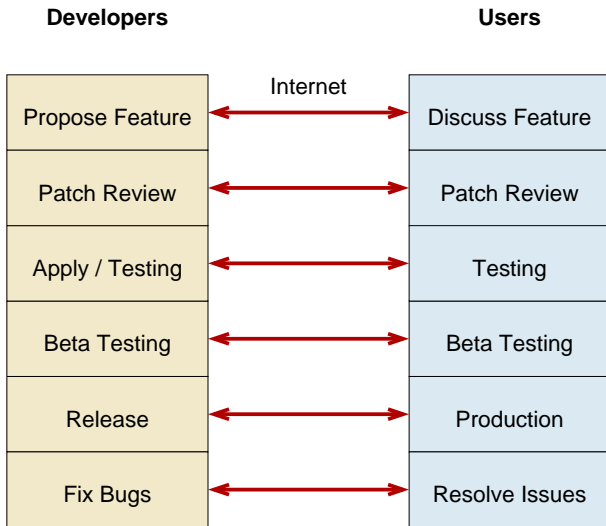 Developers
Users
Internet
Propose Feature
Discuss Feature
Patch Review
Patch Review
Apply / Testing
Testing
Beta Testing
Beta Testing
Release
Production
Fix Bugs
Resolve Issues